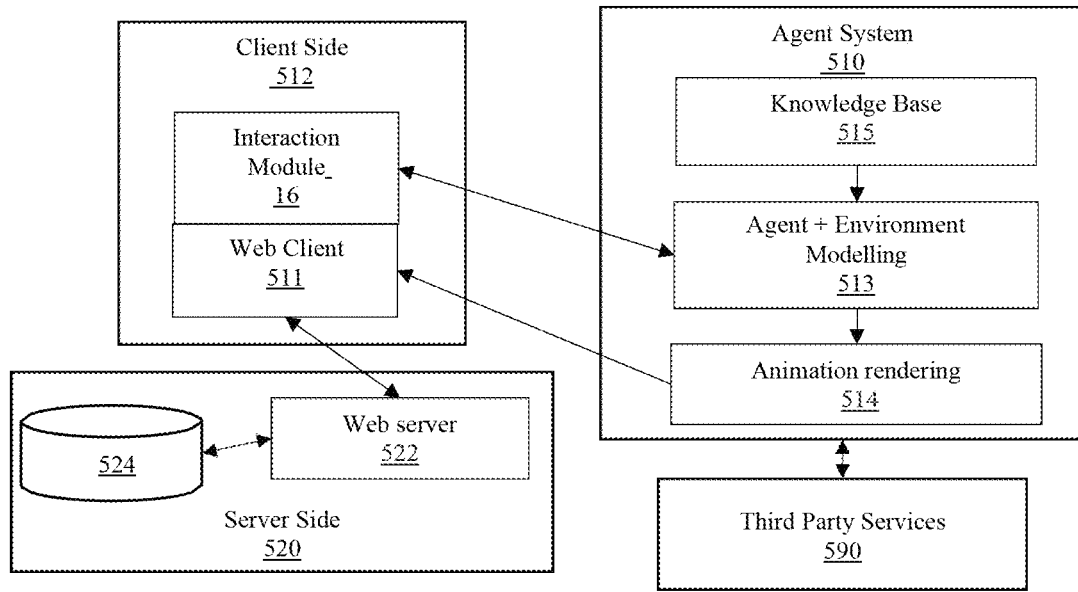 Client Side
512
Interaction
Module
16
Web Client
511
Agent System
510
Knowledge Base
515
Agent + Environment
Modelling
513
Animation rendering
514
Web server
522
524
Server Side
520
Third Party Services
590